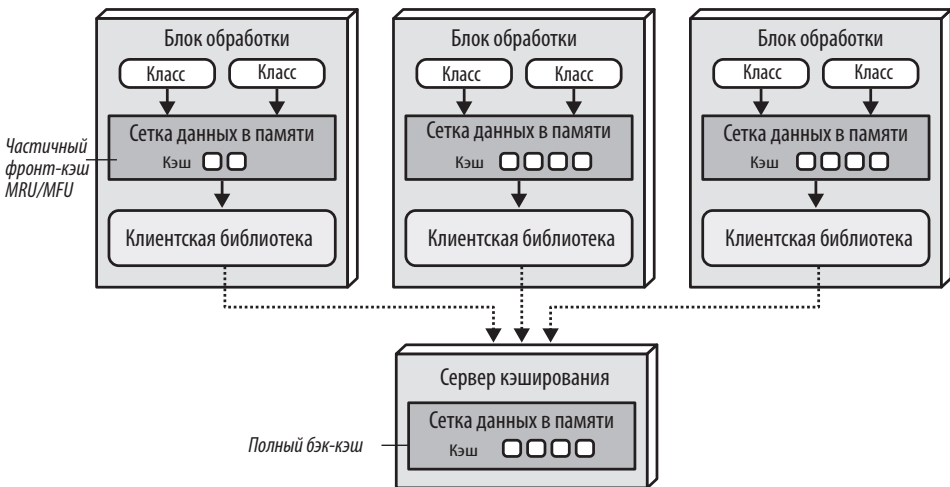 Блок обработки
Класс
Класс
Сетка данных в памяти
Кэш
Клиентская библиотека
Частичный
фронт-кэш
MRU/MFU
Блок обработки
Класс
Класс
Сетка данных в памяти
Кэш
Клиентская библиотека
Блок обработки
Класс
Класс
Сетка данных в памяти
Кэш
Клиентская библиотека
Сервер кэширования
Сетка данных в памяти
Кэш
Полный бэк-кэш